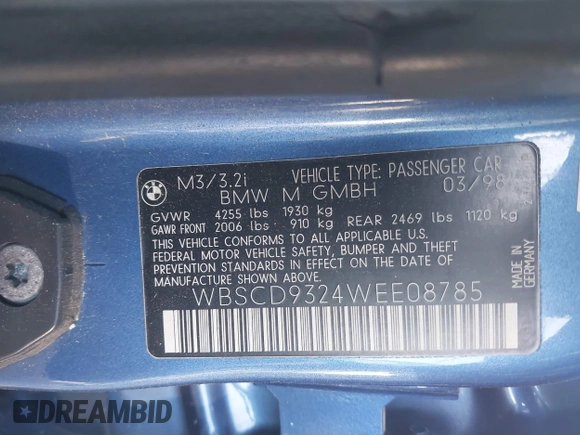 BMW
M3/3.2i VEHICLE TYPE: PASSENGER CAR
BMW M GMBH 03/98
GVWR 4255 lbs 1930 kg
GAWR FRONT 2006 lbs 910 kg REAR 2469 lbs 1120 kg
THIS VEHICLE CONFORMS TO ALL APPLICABLE U.S.
FEDERAL MOTOR VEHICLE SAFETY, BUMPER AND THEFT
PREVENTION STANDARDS IN EFFECT ON THE DATE OF
MANUFACTURE SHOWN ABOVE.
WBSCD9324WEE08785
MADE IN
GERMANY
DREAMBID